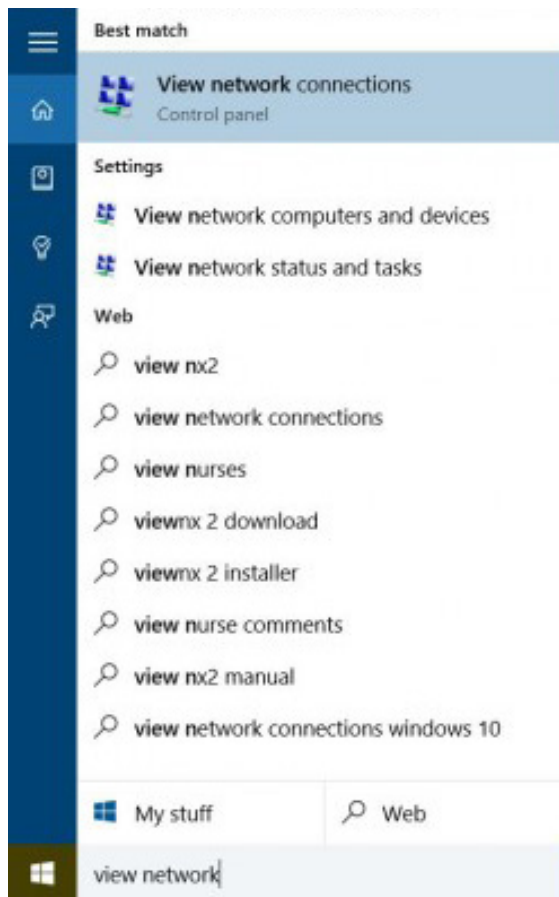 Best match
View network connections
Control panel
Settings
View network computers and devices
View network status and tasks
Web
view nx2
view network connections
view nurses
viewnx 2 download
viewnx 2 installer
view nurse comments
view nx2 manual
view network connections windows 10
My stuff
Web
view network